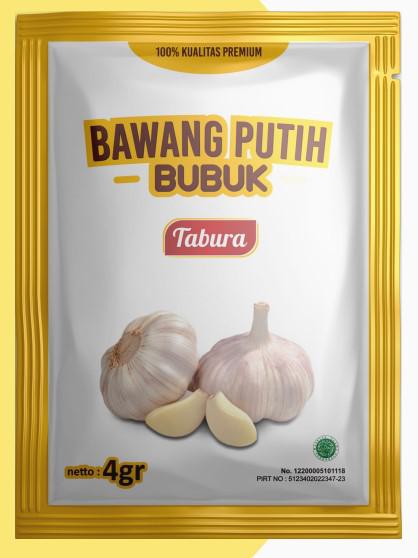 100% KUALITAS PREMIUM
BAWANG PUTIH
BUBUK
Tabura
netto : 4gr
No. 12200005101118
PIRT NO : 5123402022347-23